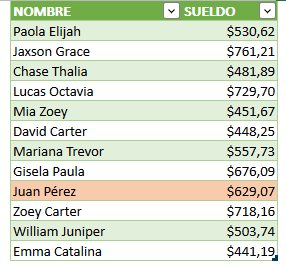 NOMBRE SUELDO
Paola Elijah $530,62
Jaxson Grace $761,21
Chase Thalia $481,89
Lucas Octavia $729,70
Mia Zoey $451,67
David Carter $448,25
Mariana Trevor $557,73
Gisela Paula $676,09
Juan Pérez $629,07
Zoey Carter $718,16
William Juniper $503,74
Emma Catalina $441,19